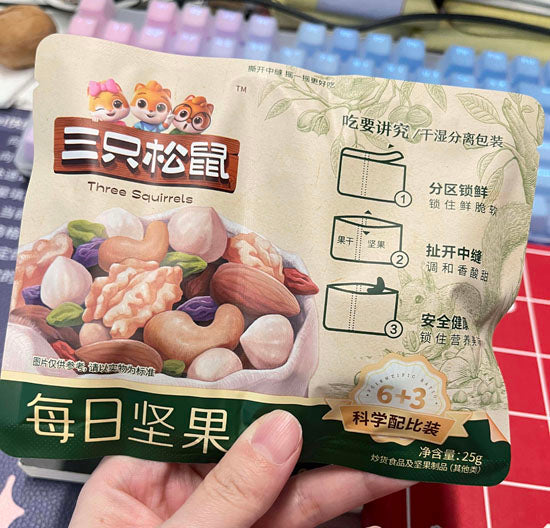 撕开中缝 摇一摇更好吃
三只松鼠
TM
Three Squirrels
吃要讲究/干湿分离包装
1
分区锁鲜
锁住鲜脆软
果干
坚果
2
扯开中缝
调和香酸甜
3
安全健
锁住营养
图片仅供参考,请以实物为标准
SCIENTIFIC
6+3
科学配比装
每日坚果
净含量:25g
炒货食品及坚果制品(其他类)